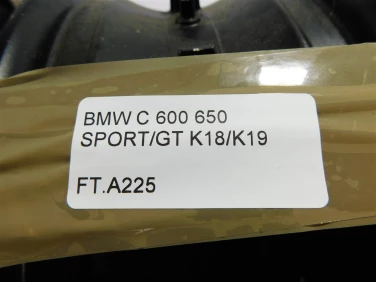 BMW C 600 650
SPORT/GT K18/K19
FT.A225